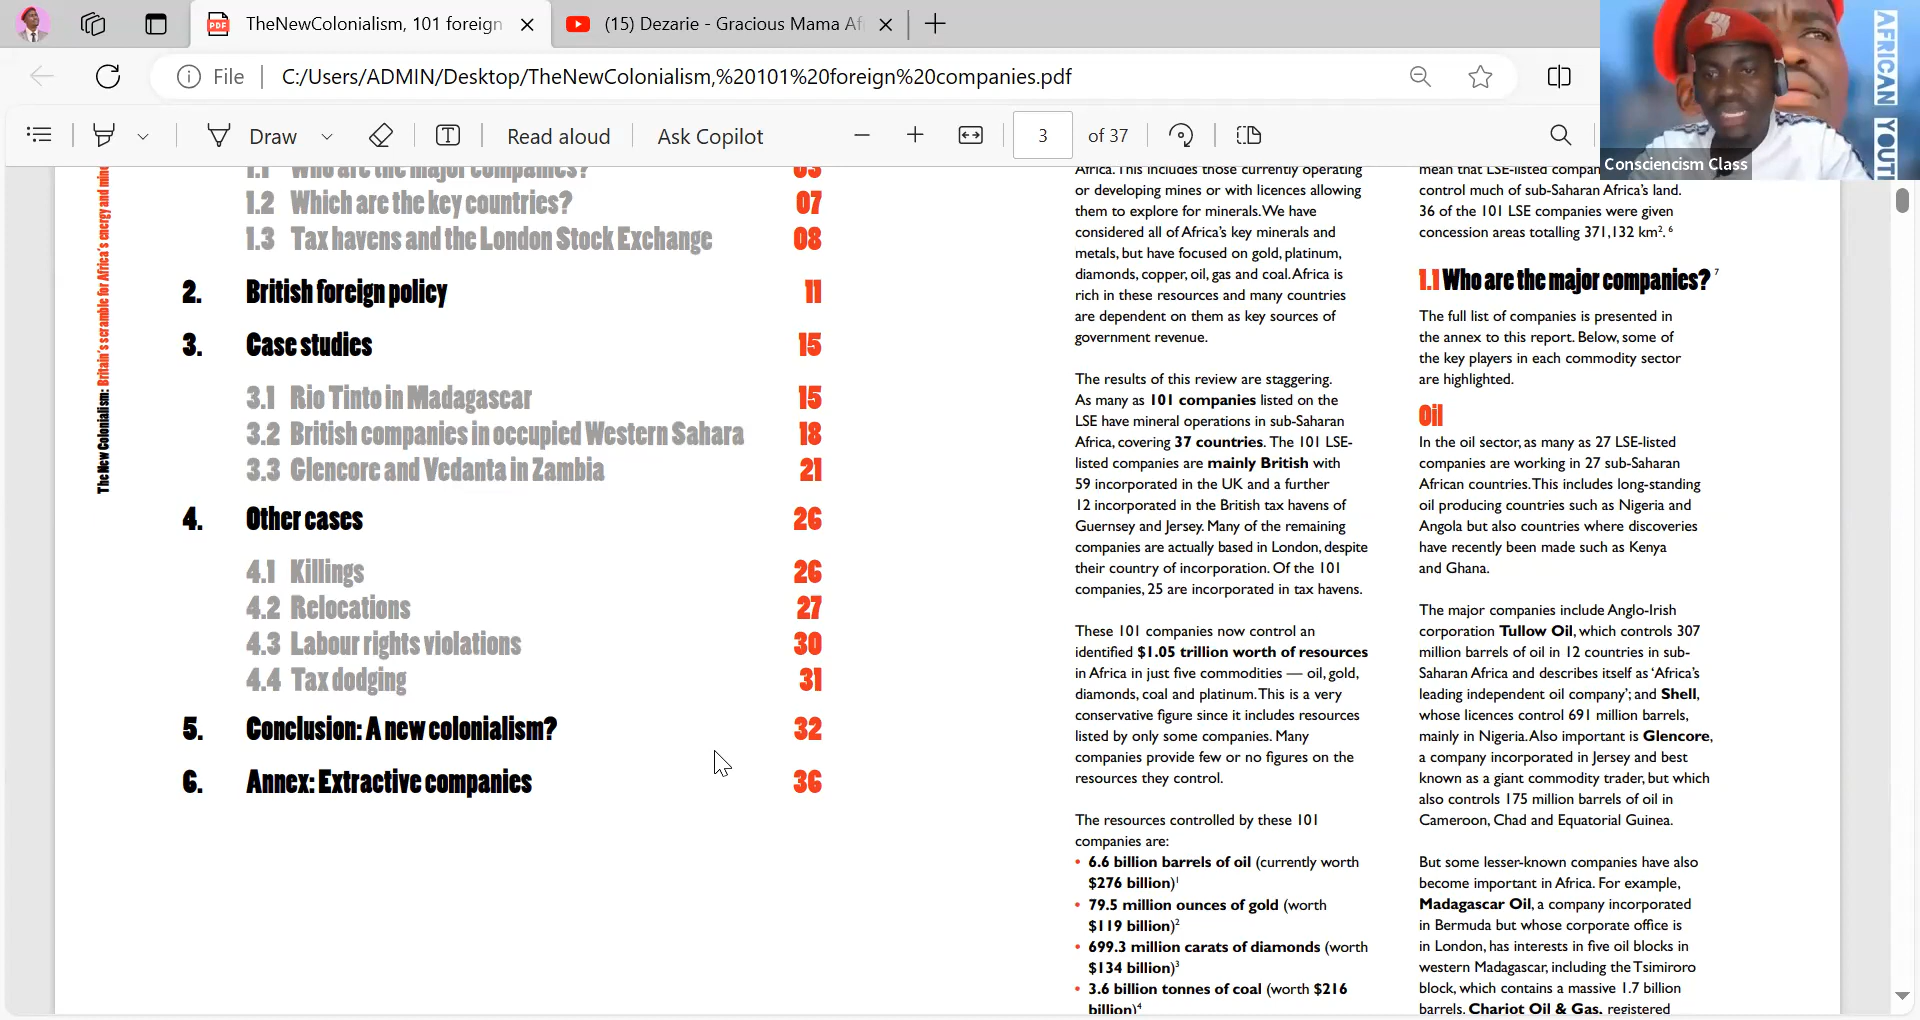 TheNewColonialism, 101 foreign
(15) Dezarie - Gracious Mama Af
File
C:/Users/ADMIN/Desktop/TheNewColonialism,%20101%20foreign%20companies.pdf
Draw
Read aloud
Ask Copilot
3
of 37
Consciencism Class
AFRICAN YOUT
The New Colonialism: Britain's scramble for Africa's energy and mine
1.1 Who are the major companies? 05
1.2 Which are the key countries? 07
1.3 Tax havens and the London Stock Exchange 08
2. British foreign policy 11
3. Case studies 15
3.1 Rio Tinto in Madagascar 15
3.2 British companies in occupied Western Sahara 18
3.3 Glencore and Vedanta in Zambia 21
4. Other cases 26
4.1 Killings 26
4.2 Relocations 27
4.3 Labour rights violations 30
4.4 Tax dodging 31
5. Conclusion: A new colonialism? 32
6. Annex: Extractive companies 36
Africa. This includes those currently operating
or developing mines or with licences allowing
them to explore for minerals. We have
considered all of Africa's key minerals and
metals, but have focused on gold, platinum,
diamonds, copper, oil, gas and coal. Africa is
rich in these resources and many countries
are dependent on them as key sources of
government revenue.
The results of this review are staggering.
As many as 101 companies listed on the
LSE have mineral operations in sub-Saharan
Africa, covering 37 countries. The 101 LSE-
listed companies are mainly British with
59 incorporated in the UK and a further
12 incorporated in the British tax havens of
Guernsey and Jersey. Many of the remaining
companies are actually based in London, despite
their country of incorporation. Of the 101
companies, 25 are incorporated in tax havens.
These 101 companies now control an
identified $1.05 trillion worth of resources
in Africa in just five commodities — oil, gold,
diamonds, coal and platinum. This is a very
conservative figure since it includes resources
listed by only some companies. Many
companies provide few or no figures on the
resources they control.
The resources controlled by these 101
companies are:
• 6.6 billion barrels of oil (currently worth
$276 billion)1
• 79.5 million ounces of gold (worth
$119 billion)2
• 699.3 million carats of diamonds (worth
$134 billion)3
• 3.6 billion tonnes of coal (worth $216
billion)4
mean that LSE-listed compan
control much of sub-Saharan Africa's land.
36 of the 101 LSE companies were given
concession areas totalling 371,132 km². 6
1.1 Who are the major companies? 7
The full list of companies is presented in
the annex to this report. Below, some of
the key players in each commodity sector
are highlighted.
Oil
In the oil sector, as many as 27 LSE-listed
companies are working in 27 sub-Saharan
African countries. This includes long-standing
oil producing countries such as Nigeria and
Angola but also countries where discoveries
have recently been made such as Kenya
and Ghana.
The major companies include Anglo-Irish
corporation Tullow Oil, which controls 307
million barrels of oil in 12 countries in sub-
Saharan Africa and describes itself as 'Africa's
leading independent oil company'; and Shell,
whose licences control 691 million barrels,
mainly in Nigeria. Also important is Glencore,
a company incorporated in Jersey and best
known as a giant commodity trader, but which
also controls 175 million barrels of oil in
Cameroon, Chad and Equatorial Guinea.
But some lesser-known companies have also
become important in Africa. For example,
Madagascar Oil, a company incorporated
in Bermuda but whose corporate office is
in London, has interests in five oil blocks in
western Madagascar, including the Tsimiroro
block, which contains a massive 1.7 billion
barrels. Chariot Oil & Gas, registered